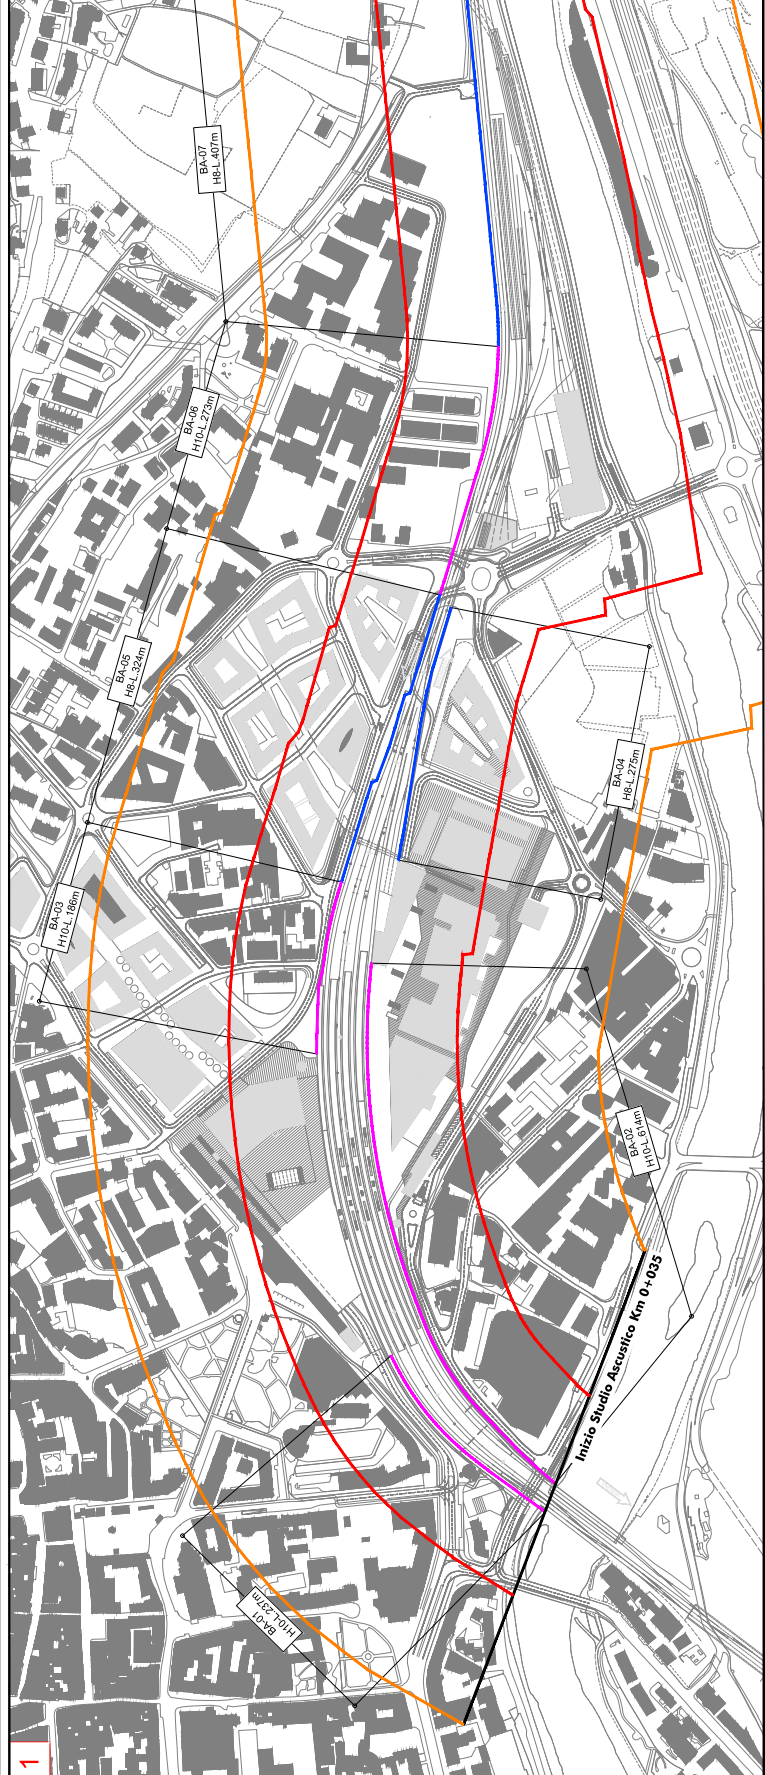 BA-07
H8-L.407m
BA-06
H10-L.273m
BA-05
H8-L.324m
BA-04
H8-L.275m
BA-03
H10-L.186m
BA-02
H10-L.614m
Inizio Studio Ascustico Km 0+035
BA-01
H10-L.237m
1